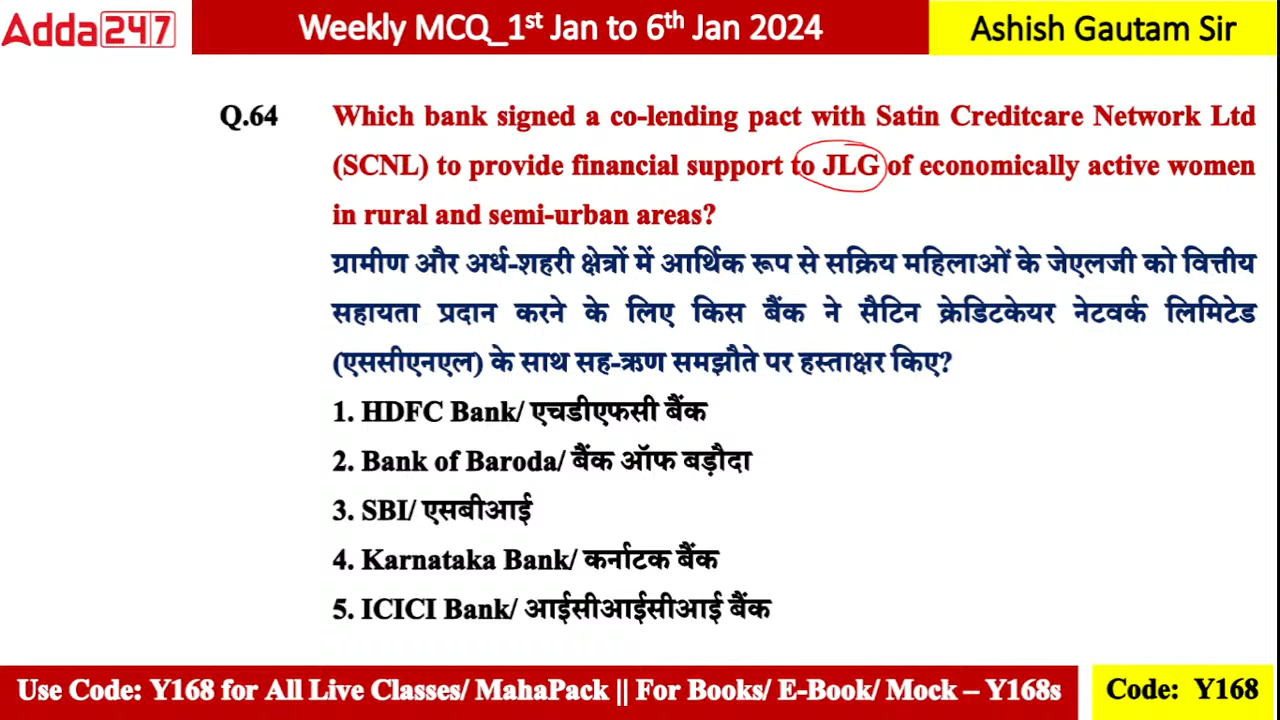 Adda247
Weekly MCQ_1st Jan to 6th Jan 2024
Ashish Gautam Sir
Q.64 Which bank signed a co-lending pact with Satin Creditcare Network Ltd
(SCNL) to provide financial support to JLG of economically active women
in rural and semi-urban areas?
ग्रामीण और अर्ध-शहरी क्षेत्रों में आर्थिक रूप से सक्रिय महिलाओं के जेएलजी को वित्तीय
सहायता प्रदान करने के लिए किस बैंक ने सैटिन क्रेडिटकेयर नेटवर्क लिमिटेड
(एससीएनएल) के साथ सह-ऋण समझौते पर हस्ताक्षर किए?
1. HDFC Bank/ एचडीएफसी बैंक
2. Bank of Baroda/ बैंक ऑफ बड़ौदा
3. SBI/ एसबीआई
4. Karnataka Bank/ कर्नाटक बैंक
5. ICICI Bank/ आईसीआईसीआई बैंक
Use Code: Y168 for All Live Classes/ MahaPack || For Books/ E-Book/ Mock – Y168s
Code: Y168